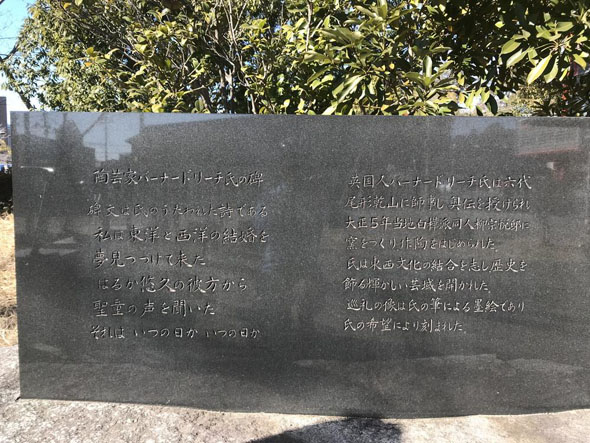 陶芸家バーナードリーチ氏の碑
婦文は氏のうたわれた詩である
私は東洋と西洋の結婚を
夢見つづけて来た
はるか悠久の彼方から
聖童の声を聞いた
それは いつの日か いつの日か
英国人バーナードリーチ氏は六代
尾形乾山に師事し奥伝を授けられ
大正5年当地白樺派同人柳宗悦邸に
窯をつくり作陶をはじめられた
氏は東西文化の結合を志し歴史を
飾る輝かしい芸域を開かれた
巡礼の像は氏の筆による墨絵であり
氏の希望により刻まれた